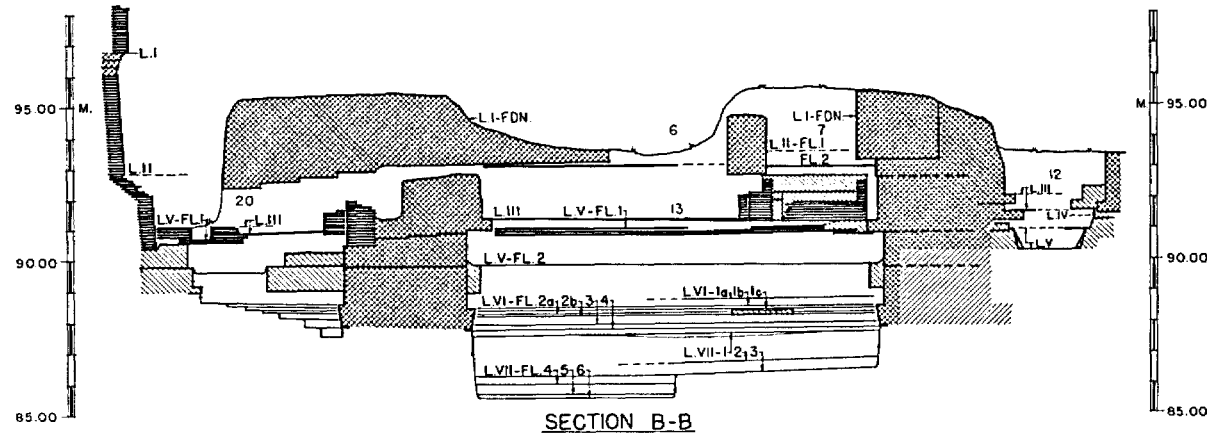 L.I
95.00
M.
L.I-FDN.
6
L.I-FDN
7
M.
95.00
L.II
L.II-FL.1
FL.2
12
20
L.III
L.V-FL.1
L.III
L.III
L.V-FL.1
13
L.IV
L.V
90.00
L.V-FL.2
90.00
L.VI-FL.2a 2b 3 4
L.VI-1a 1b 1c
L.VII-1-2 3
L.VII-FL.4 5 6
85.00
85.00
SECTION B-B